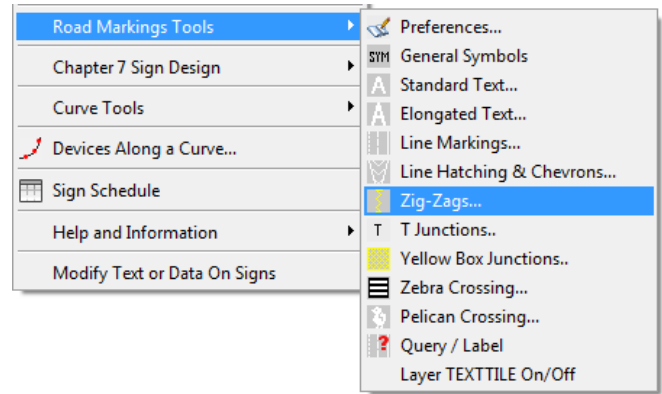 Road Markings Tools
Chapter 7 Sign Design
Curve Tools
Devices Along a Curve...
Sign Schedule
Help and Information
Modify Text or Data On Signs
Preferences...
SYM General Symbols
A Standard Text...
A Elongated Text...
Line Markings...
Line Hatching & Chevrons...
Zig-Zags...
T T Junctions..
Yellow Box Junctions..
Zebra Crossing...
Pelican Crossing...
? Query / Label
Layer TEXTTILE On/Off